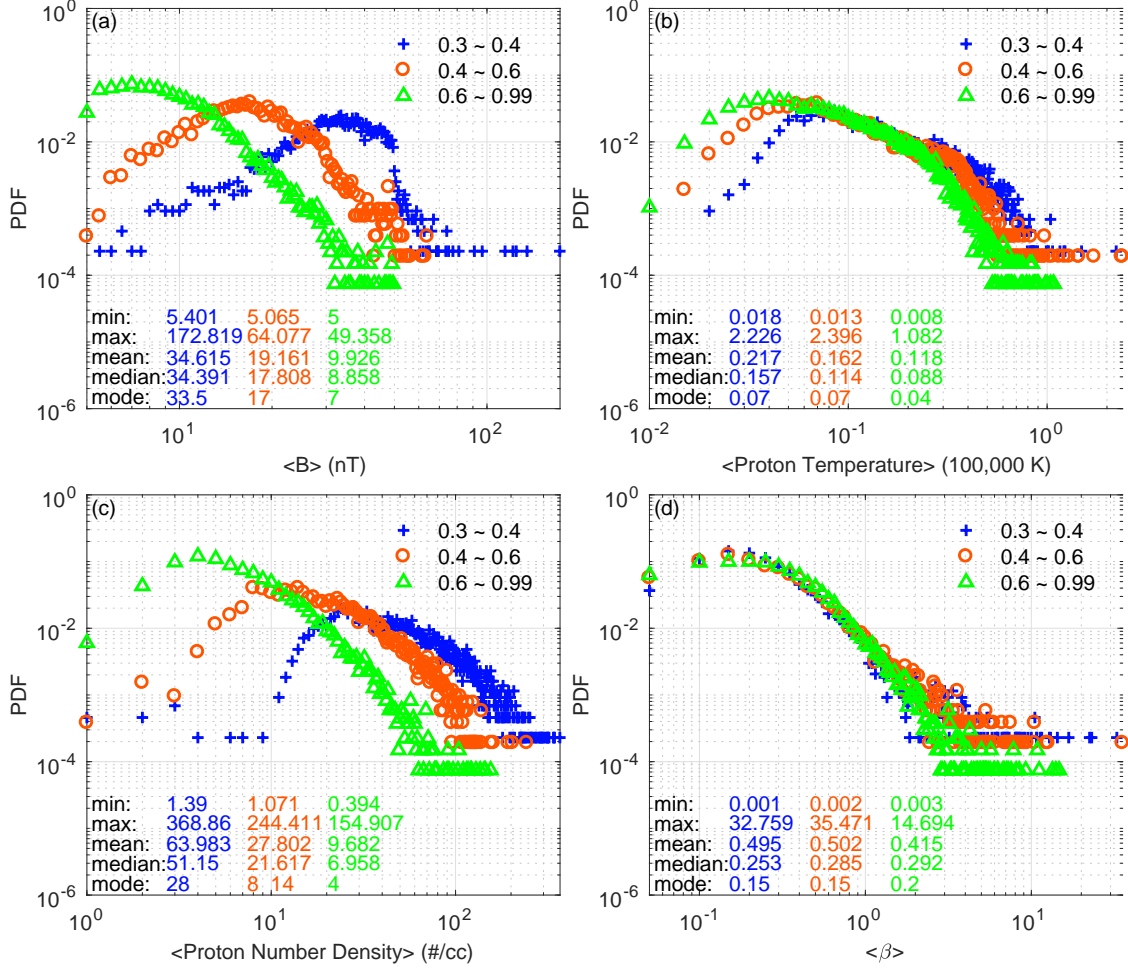 (a)
0.3 ~ 0.4
0.4 ~ 0.6
0.6 ~ 0.99
10^0
10^-2
10^-4
10^-6
PDF
min: 5.401 5.065 5
max: 172.819 64.077 49.358
mean: 34.615 19.161 9.926
median: 34.391 17.808 8.858
mode: 33.5 17 7
10^1 10^2
<B> (nT)
(b)
0.3 ~ 0.4
0.4 ~ 0.6
0.6 ~ 0.99
10^0
10^-2
10^-4
10^-6
PDF
min: 0.018 0.013 0.008
max: 2.226 2.396 1.082
mean: 0.217 0.162 0.118
median: 0.157 0.114 0.088
mode: 0.07 0.07 0.04
10^-2 10^-1 10^0
<Proton Temperature> (100,000 K)
(c)
0.3 ~ 0.4
0.4 ~ 0.6
0.6 ~ 0.99
10^0
10^-2
10^-4
10^-6
PDF
min: 1.39 1.071 0.394
max: 368.86 244.411 154.907
mean: 63.983 27.802 9.682
median: 51.15 21.617 6.958
mode: 28 8 14 4
10^0 10^1 10^2
<Proton Number Density> (#/cc)
(d)
0.3 ~ 0.4
0.4 ~ 0.6
0.6 ~ 0.99
10^0
10^-2
10^-4
10^-6
PDF
min: 0.001 0.002 0.003
max: 32.759 35.471 14.694
mean: 0.495 0.502 0.415
median: 0.253 0.285 0.292
mode: 0.15 0.15 0.2
10^-1 10^0 10^1
<β>